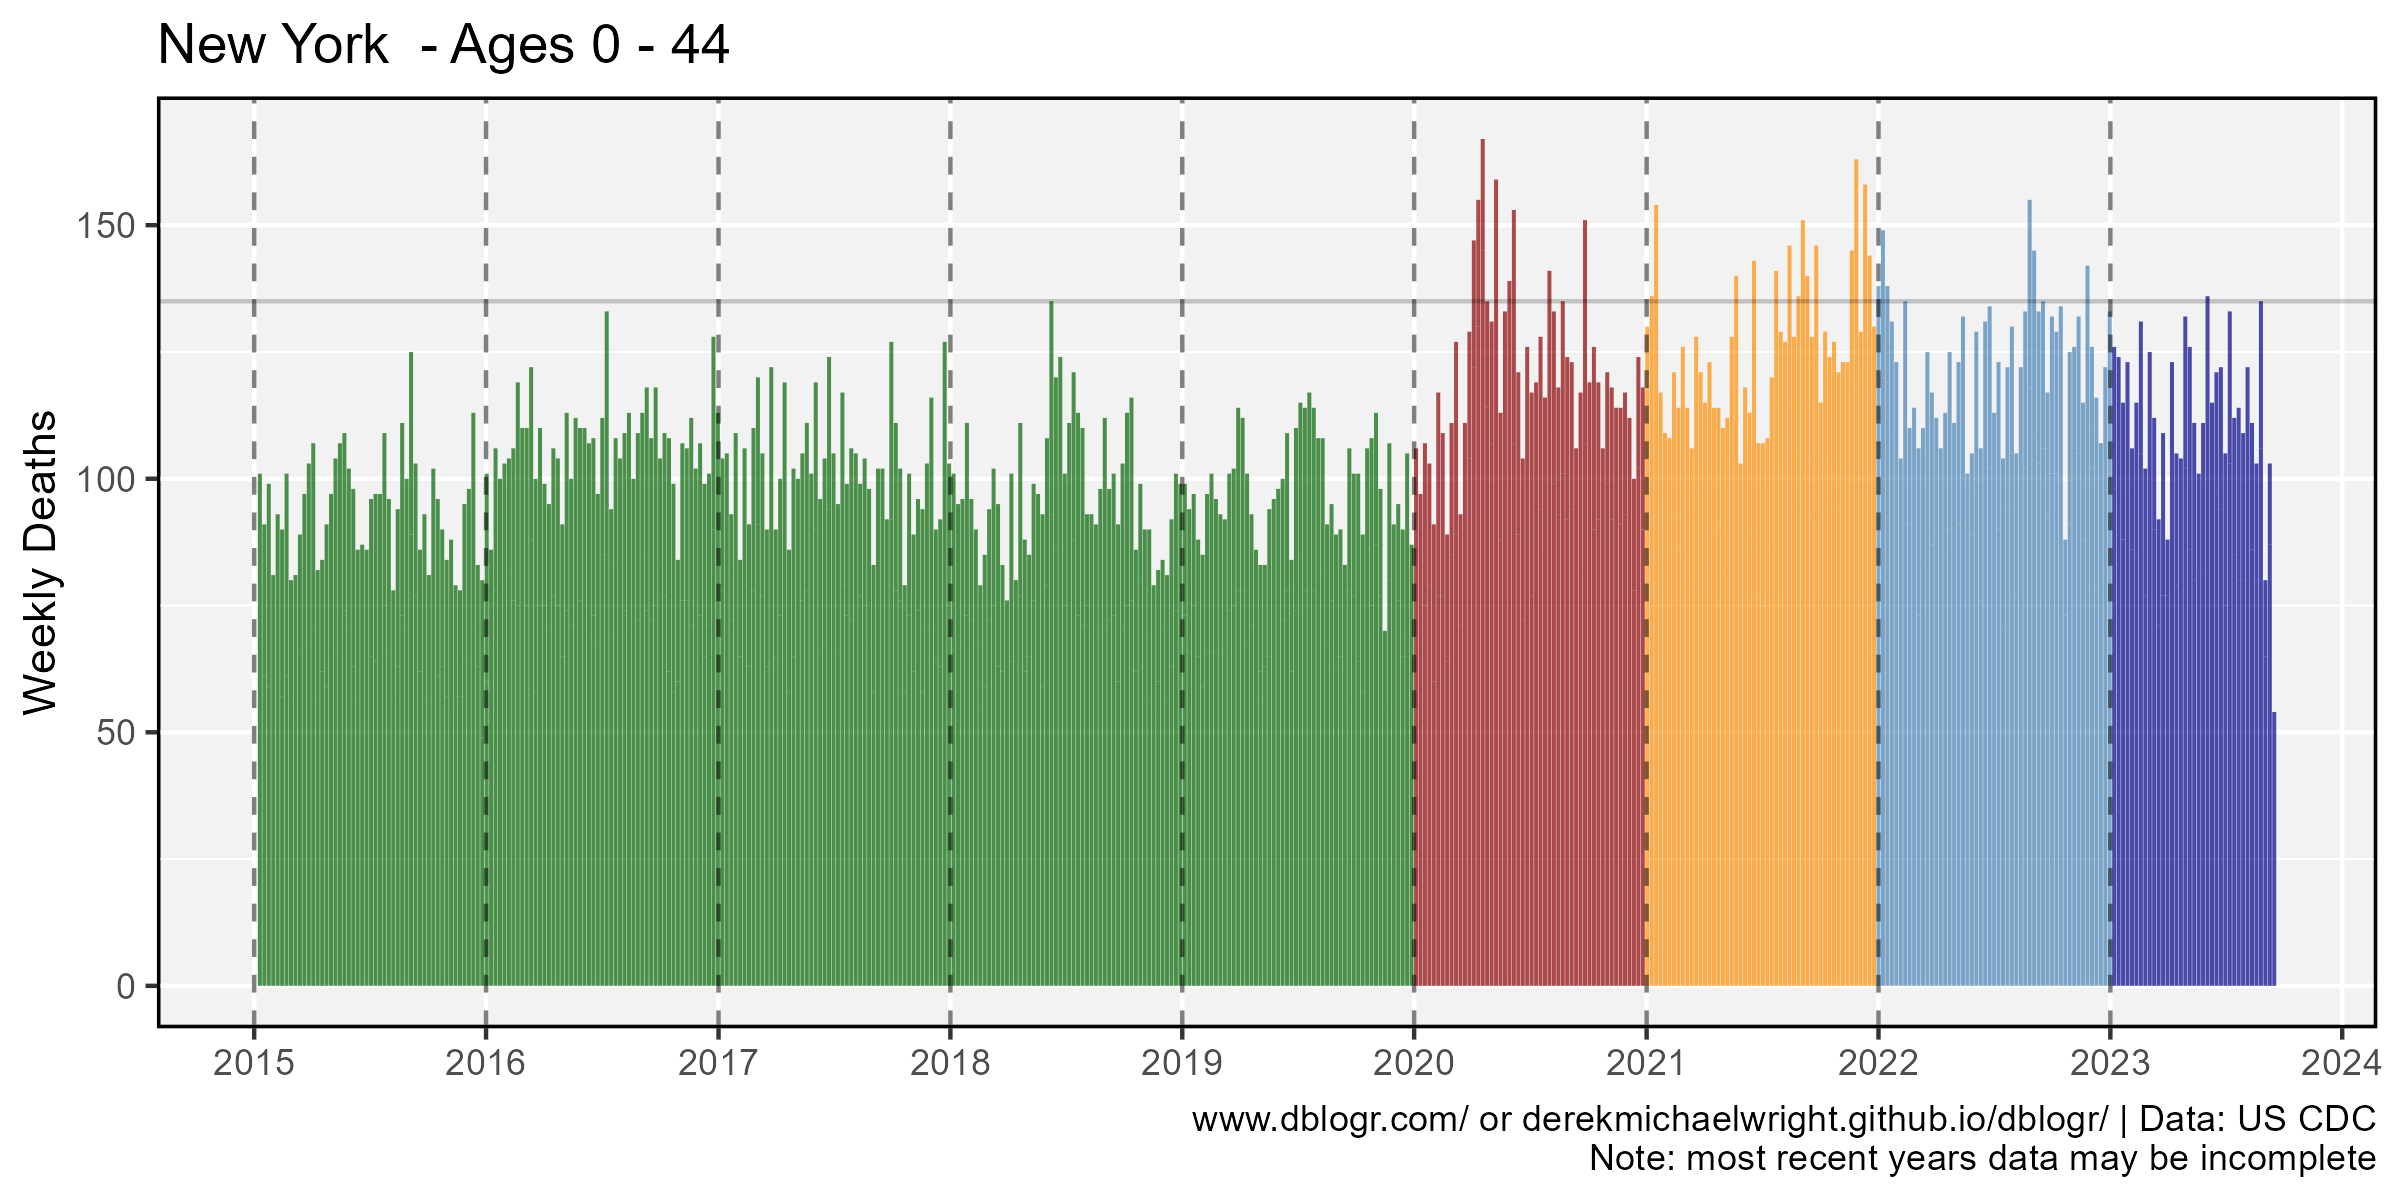 New York  - Ages 0 - 44
Weekly Deaths
150
100
50
0
2015 2016 2017 2018 2019 2020 2021 2022 2023 2024
www.dblogr.com/ or derekmichaelwright.github.io/dblogr/ | Data: US CDC
Note: most recent years data may be incomplete